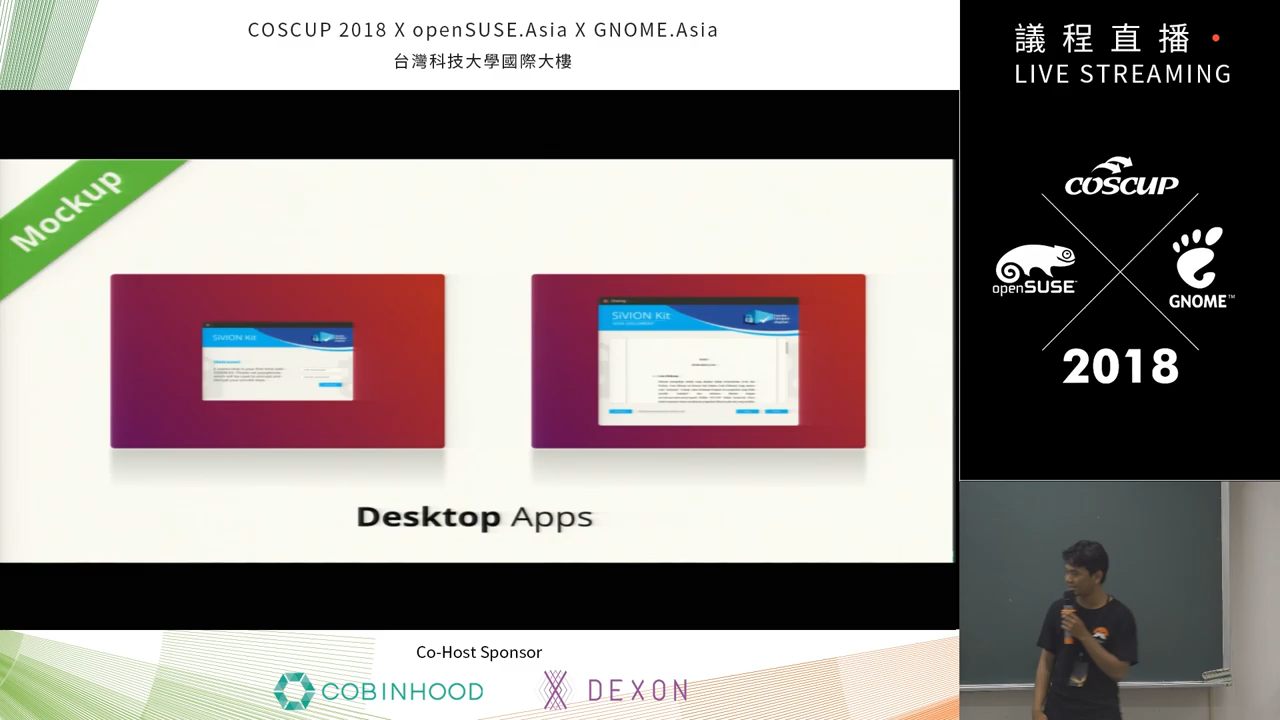 COSCUP 2018 X openSUSE.Asia X GNOME.Asia
台灣科技大學國際大樓
議程直播
LIVE STREAMING
COSCUP
openSUSE
GNOME™
2018
Mockup
SiVION Kit
SiVION Kit
Desktop Apps
Co-Host Sponsor
COBINHOOD
DEXON